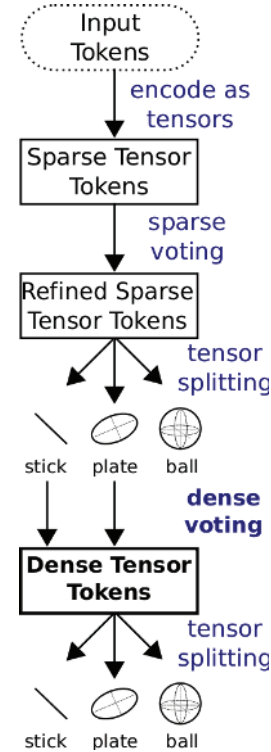 Input
Tokens
encode as
tensors
Sparse Tensor
Tokens
sparse
voting
Refined Sparse
Tensor Tokens
tensor
splitting
stick plate ball
dense
voting
Dense Tensor
Tokens
tensor
splitting
stick plate ball